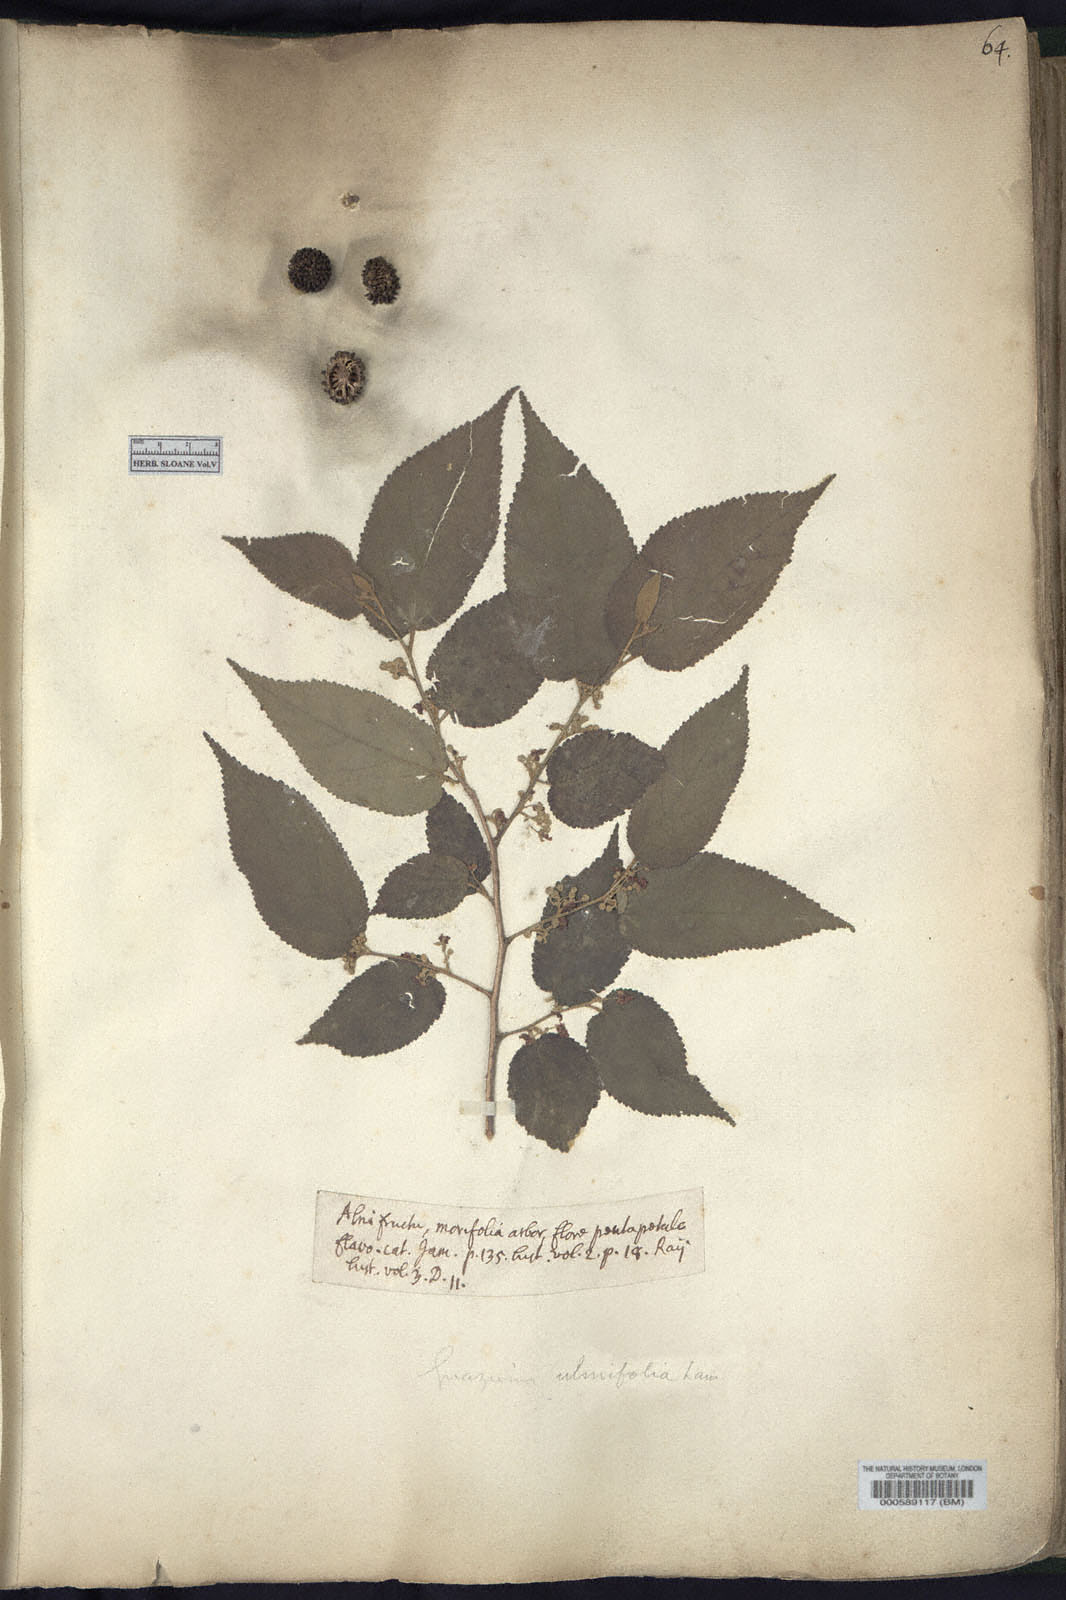 64.
HERB. SLOANE Vol.V
Alni fructu, morifolia arbor, flore pentapetalo
flavo. cat. Jam. p. 135. hist. vol. 2. p. 18. Raij
hist. vol. 3. D. 11.
Guazuma ulmifolia Lam
THE NATURAL HISTORY MUSEUM, LONDON
DEPARTMENT OF BOTANY
000589117 (BM)